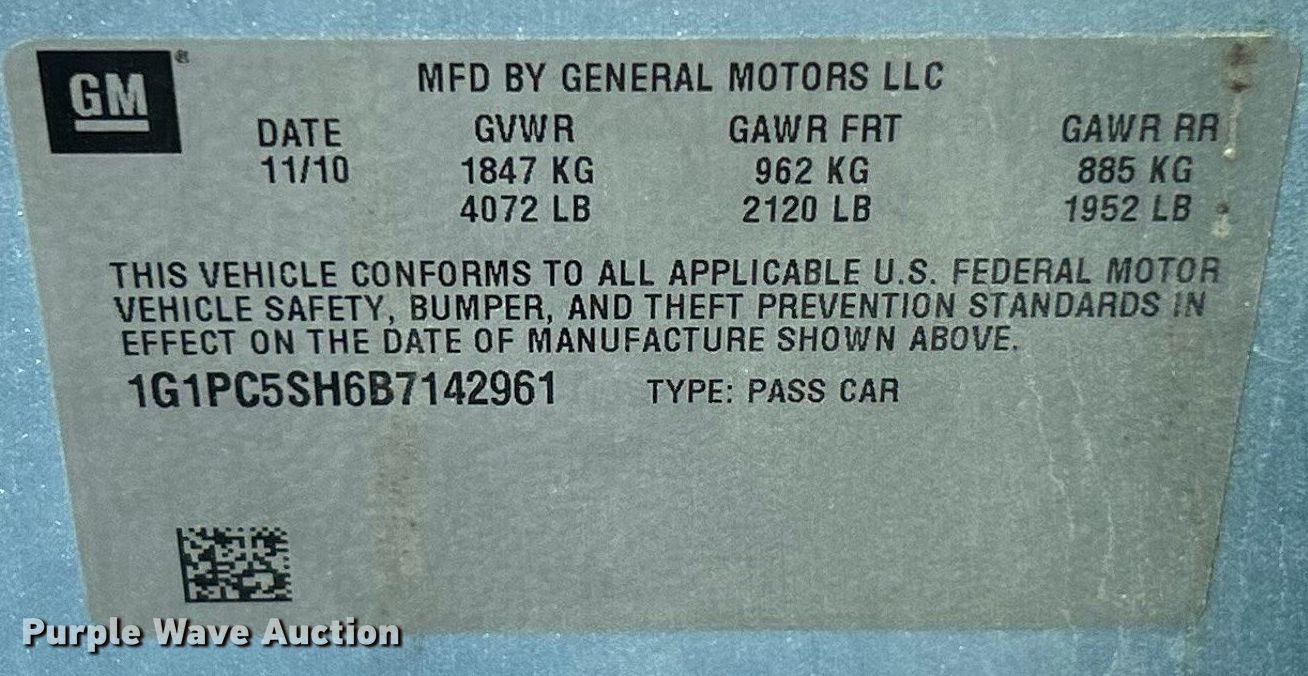 GM®
MFD BY GENERAL MOTORS LLC
DATE GVWR GAWR FRT GAWR RR
11/10 1847 KG 962 KG 885 KG
4072 LB 2120 LB 1952 LB
THIS VEHICLE CONFORMS TO ALL APPLICABLE U.S. FEDERAL MOTOR
VEHICLE SAFETY, BUMPER, AND THEFT PREVENTION STANDARDS IN
EFFECT ON THE DATE OF MANUFACTURE SHOWN ABOVE.
1G1PC5SH6B7142961 TYPE: PASS CAR
Purple Wave Auction